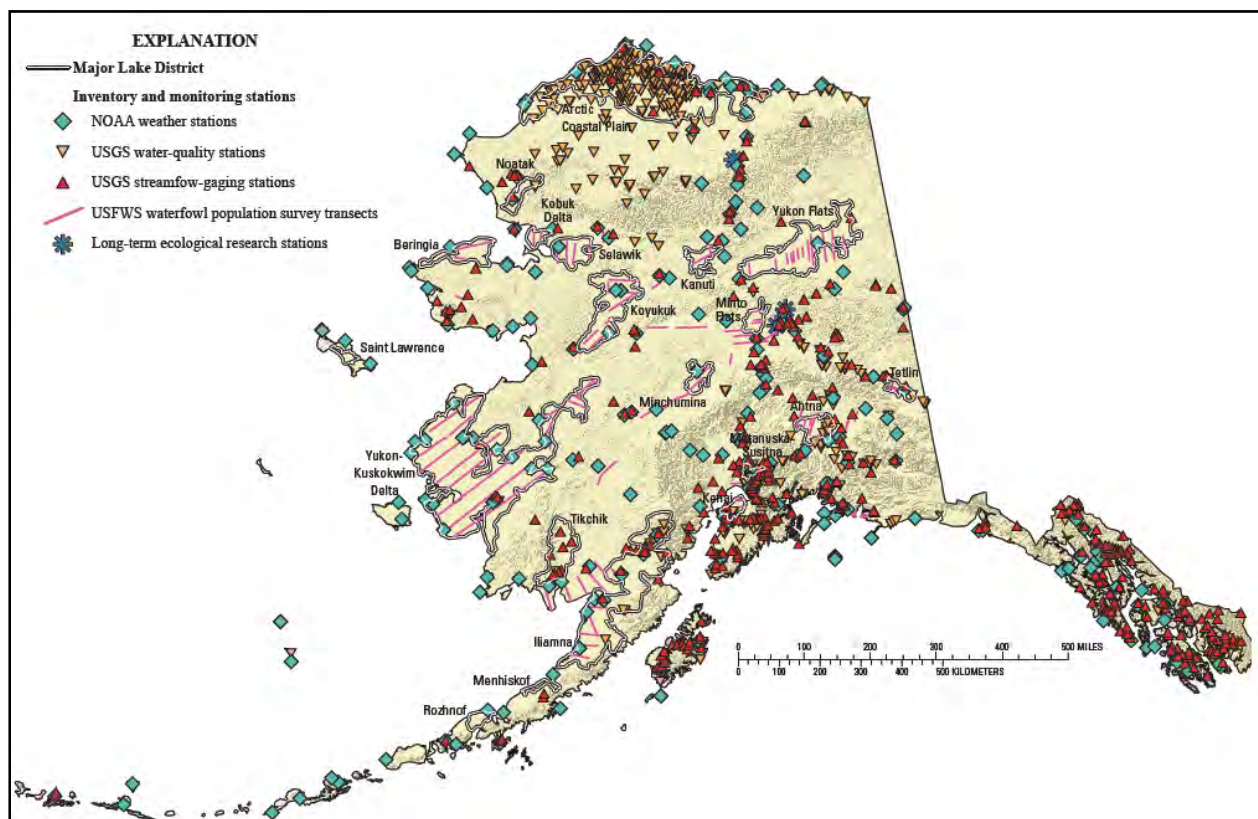 EXPLANATION
Major Lake District
Inventory and monitoring stations
NOAA weather stations
USGS water-quality stations
USGS streamfow-gaging stations
USFWS waterfowl population survey transects
Long-term ecological research stations
Arctic
Coastal Plain
Noatak
Kobuk
Delta
Yukon Flats
Beringia
Selawik
Kanuti
Koyukuk
Minto
Flats
Saint Lawrence
Tetlin
Minchumina
Ahtna
Matanuska-
Susitna
Yukon-
Kuskokwim
Delta
Kenai
Tikchik
Iliamna
0 100 200 300 400 500 MILES
0 100 200 300 400 500 KILOMETERS
Menhiskof
Rozhnof